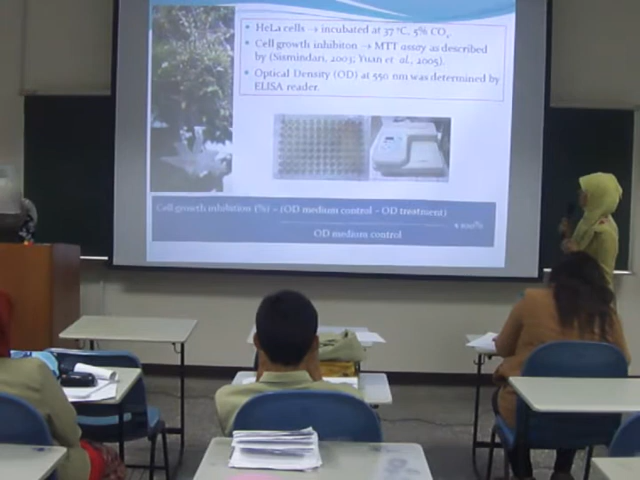 HeLa cells → incubated at 37 °C, 5% CO₂.
Cell growth inhibiton → MTT assay as described
by (Sismindari, 2003; Yuan et al., 2005).
Optical Density (OD) at 550 nm was determined by
ELISA reader.
Cell growth inhibition (%) = (OD medium control - OD treatment)
x 100%
OD medium control